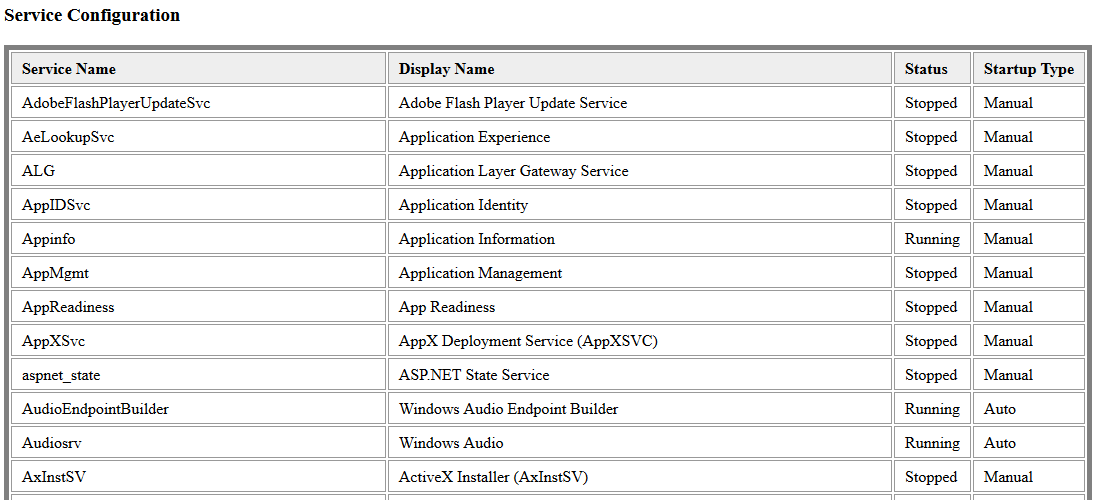 Service Configuration
Service Name Display Name Status Startup Type
AdobeFlashPlayerUpdateSvc Adobe Flash Player Update Service Stopped Manual
AeLookupSvc Application Experience Stopped Manual
ALG Application Layer Gateway Service Stopped Manual
AppIDSvc Application Identity Stopped Manual
Appinfo Application Information Running Manual
AppMgmt Application Management Stopped Manual
AppReadiness App Readiness Stopped Manual
AppXSvc AppX Deployment Service (AppXSVC) Stopped Manual
aspnet_state ASP.NET State Service Stopped Manual
AudioEndpointBuilder Windows Audio Endpoint Builder Running Auto
Audiosrv Windows Audio Running Auto
AxInstSV ActiveX Installer (AxInstSV) Stopped Manual